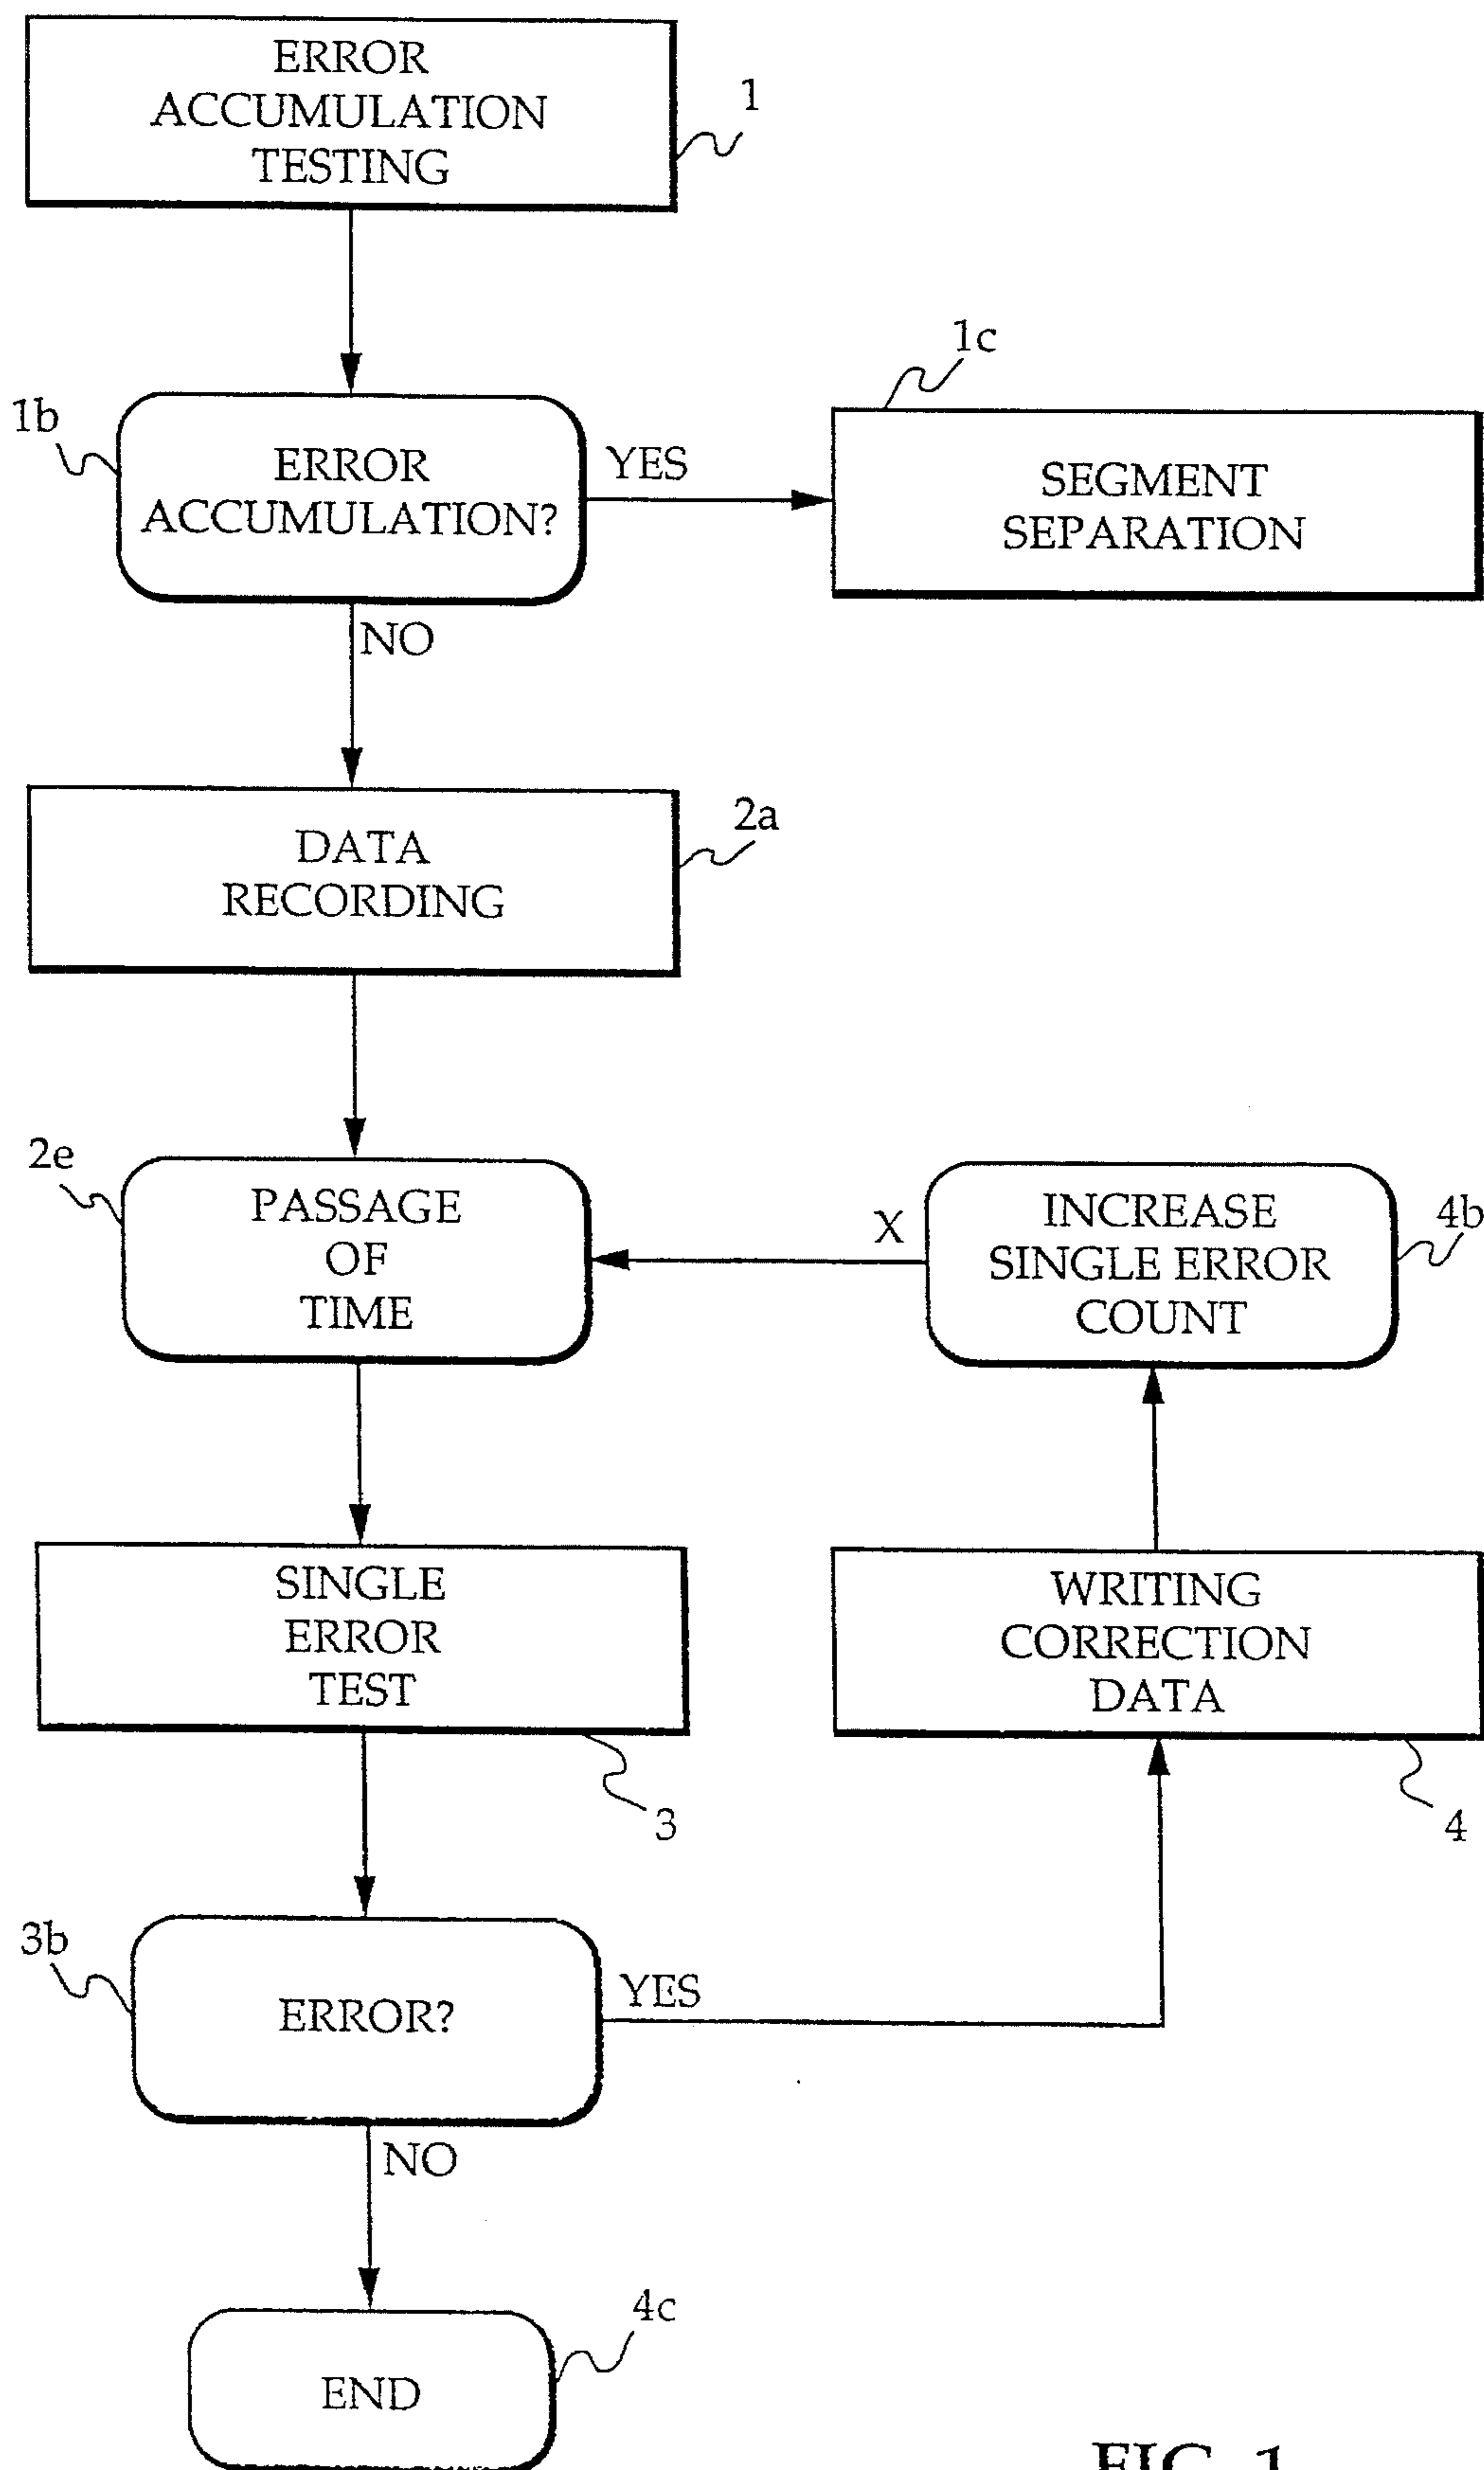 ERROR
ACCUMULATION
TESTING
1
1b
ERROR
ACCUMULATION?
YES
1c
SEGMENT
SEPARATION
NO
DATA
RECORDING
2a
2e
PASSAGE
OF
TIME
X
INCREASE
SINGLE ERROR
COUNT
4b
SINGLE
ERROR
TEST
3
WRITING
CORRECTION
DATA
4
3b
ERROR?
YES
NO
END
4c
FIG. 1